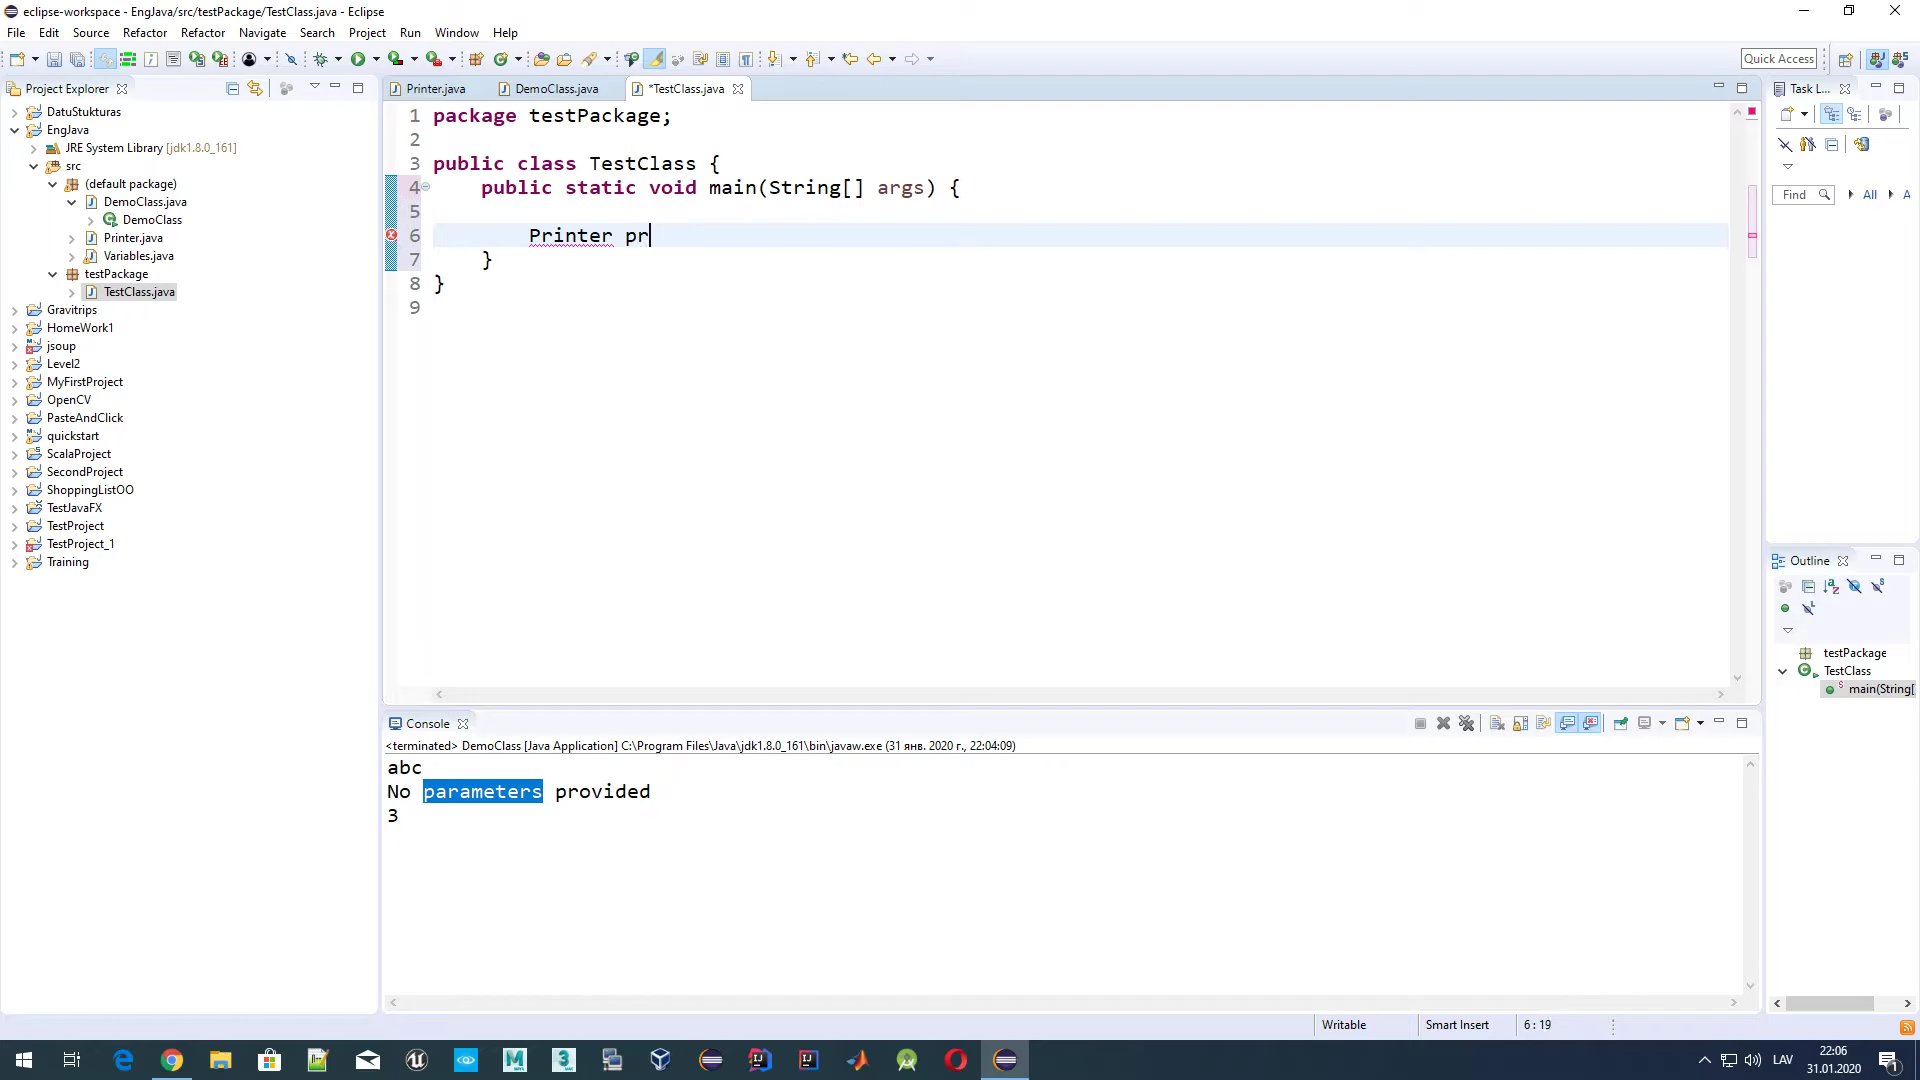 eclipse-workspace - EngJava/src/testPackage/TestClass.java - Eclipse
File Edit Source Refactor Refactor Navigate Search Project Run Window Help
Quick Access
Project Explorer
DatuStukturas
EngJava
JRE System Library [jdk1.8.0_161]
src
(default package)
DemoClass.java
DemoClass
Printer.java
Variables.java
testPackage
TestClass.java
Gravitrips
HomeWork1
jsoup
Level2
MyFirstProject
OpenCV
PasteAndClick
quickstart
ScalaProject
SecondProject
ShoppingListOO
TestJavaFX
TestProject
TestProject_1
Training
Printer.java DemoClass.java *TestClass.java
1 package testPackage;
2
3 public class TestClass {
4 public static void main(String[] args) {
5
6 Printer pr
7 }
8 }
9
Console
<terminated> DemoClass [Java Application] C:\Program Files\Java\jdk1.8.0_161\bin\javaw.exe (31 янв. 2020 г., 22:04:09)
abc
No parameters provided
3
Task L...
Find All A
Outline
testPackage
TestClass
main(String[
Writable Smart Insert 6 : 19
LAV 22:06
31.01.2020
1